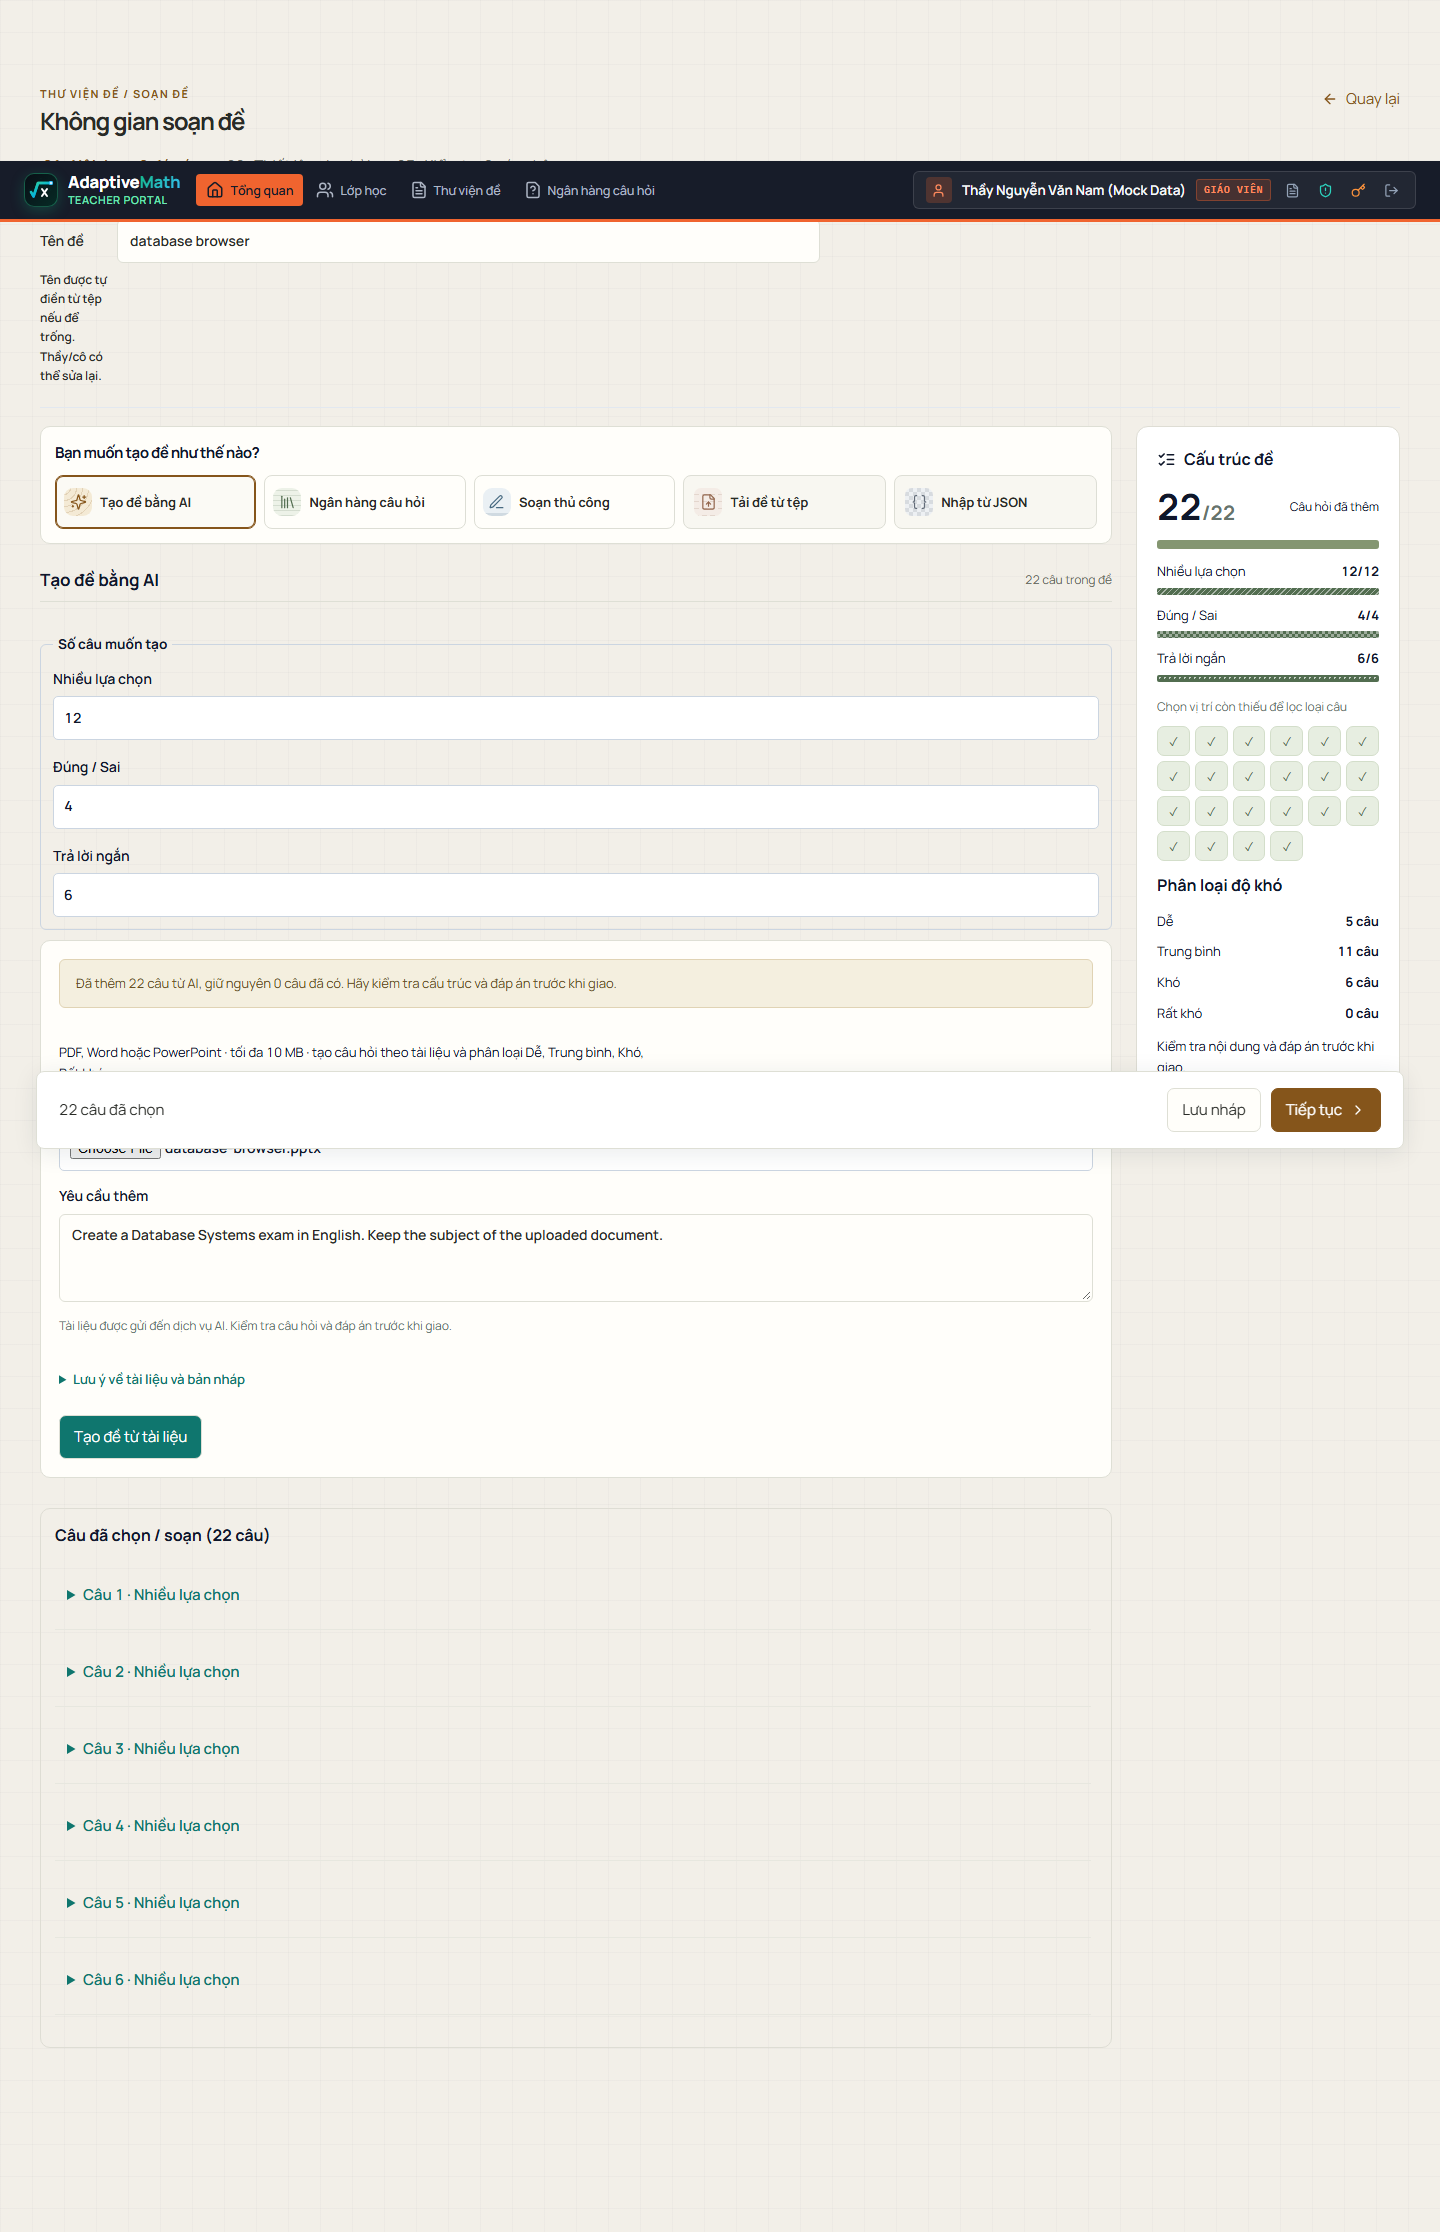 THƯ VIỆN ĐỀ / SOẠN ĐỀ
Không gian soạn đề
Quay lại
AdaptiveMath
TEACHER PORTAL
Tổng quan
Lớp học
Thư viện đề
Ngân hàng câu hỏi
Thầy Nguyễn Văn Nam (Mock Data)
GIÁO VIÊN
Tên đề
database browser
Tên được tự
điền từ tệp
nếu để
trống.
Thầy/cô có
thể sửa lại.
Bạn muốn tạo đề như thế nào?
Tạo đề bằng AI
Ngân hàng câu hỏi
Soạn thủ công
Tải đề từ tệp
Nhập từ JSON
Tạo đề bằng AI
22 câu trong đề
Số câu muốn tạo
Nhiều lựa chọn
12
Đúng / Sai
4
Trả lời ngắn
6
Đã thêm 22 câu từ AI, giữ nguyên 0 câu đã có. Hãy kiểm tra cấu trúc và đáp án trước khi giao.
PDF, Word hoặc PowerPoint · tối đa 10 MB · tạo câu hỏi theo tài liệu và phân loại Dễ, Trung bình, Khó,
Cấu trúc đề
22/22
Câu hỏi đã thêm
Nhiều lựa chọn
12/12
Đúng / Sai
4/4
Trả lời ngắn
6/6
Chọn vị trí còn thiếu để lọc loại câu
Phân loại độ khó
Dễ
5 câu
Trung bình
11 câu
Khó
6 câu
Rất khó
0 câu
Kiểm tra nội dung và đáp án trước khi
giao
22 câu đã chọn
Lưu nháp
Tiếp tục
Choose File database-browser.pptx
Yêu cầu thêm
Create a Database Systems exam in English. Keep the subject of the uploaded document.
Tài liệu được gửi đến dịch vụ AI. Kiểm tra câu hỏi và đáp án trước khi giao.
Lưu ý về tài liệu và bản nháp
Tạo đề từ tài liệu
Câu đã chọn / soạn (22 câu)
Câu 1 · Nhiều lựa chọn
Câu 2 · Nhiều lựa chọn
Câu 3 · Nhiều lựa chọn
Câu 4 · Nhiều lựa chọn
Câu 5 · Nhiều lựa chọn
Câu 6 · Nhiều lựa chọn